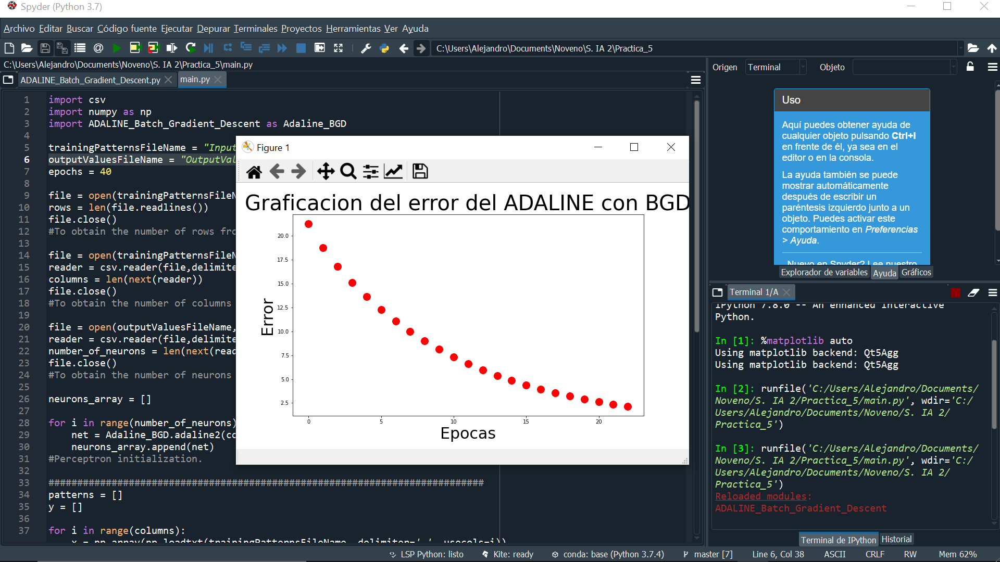 Spyder (Python 3.7)
Archivo Editar Buscar Código fuente Ejecutar Depurar Terminales Proyectos Herramientas Ver Ayuda
C:\Users\Alejandro\Documents\Noveno\S. IA 2\Practica_5
C:\Users\Alejandro\Documents\Noveno\S. IA 2\Practica_5\main.py
ADALINE_Batch_Gradient_Descent.py
main.py
1 import csv
2 import numpy as np
3 import ADALINE_Batch_Gradient_Descent as Adaline_BGD
4
5 trainingPatternsFileName = "Input
6 outputValuesFileName = "OutputVal
7 epochs = 40
8
9 file = open(trainingPatternsFileN
10 rows = len(file.readlines())
11 file.close()
12 #To obtain the number of rows fro
13
14 file = open(trainingPatternsFileN
15 reader = csv.reader(file,delimite
16 columns = len(next(reader))
17 file.close()
18 #To obtain the number of columns
19
20 file = open(outputValuesFileName,
21 reader = csv.reader(file,delimite
22 number_of_neurons = len(next(read
23 file.close()
24 #To obtain the number of neurons
25
26 neurons_array = []
27
28 for i in range(number_of_neurons)
29 net = Adaline_BGD.adaline2(co
30 neurons_array.append(net)
31 #Perceptron initialization.
32
33 ############################################################################
34 patterns = []
35 y = []
36
37 for i in range(columns):
x = np.array(np.loadtxt(trainingPatternsFileName, delimiter=',', usecols=i))
Figure 1
Graficacion del error del ADALINE con BGD
Error
20.0
17.5
15.0
12.5
10.0
7.5
5.0
2.5
0 5 10 15 20
Epocas
Origen Terminal Objeto
Uso
Aquí puedes obtener ayuda de
cualquier objeto pulsando Ctrl+I
en frente de él, ya sea en el
editor o en la consola.
La ayuda también se puede
mostrar automáticamente
después de escribir un
paréntesis izquierdo junto a un
objeto. Puedes activar este
comportamiento en Preferencias
> Ayuda.
Nuevo en Spyder? Lee nuestro
Explorador de variables Ayuda Gráficos
Terminal 1/A
IPython 7.8.0 -- An enhanced Interactive
Python.
In [1]: %matplotlib auto
Using matplotlib backend: Qt5Agg
Using matplotlib backend: Qt5Agg
In [2]: runfile('C:/Users/Alejandro/Documents/
Noveno/S. IA 2/Practica_5/main.py', wdir='C:/
Users/Alejandro/Documents/Noveno/S. IA 2/
Practica_5')
In [3]: runfile('C:/Users/Alejandro/Documents/
Noveno/S. IA 2/Practica_5/main.py', wdir='C:/
Users/Alejandro/Documents/Noveno/S. IA 2/
Practica_5')
Reloaded modules:
ADALINE_Batch_Gradient_Descent
Terminal de IPython Historial
LSP Python: listo Kite: ready conda: base (Python 3.7.4) master [7] Line 6, Col 38 ASCII CRLF RW Mem 62%